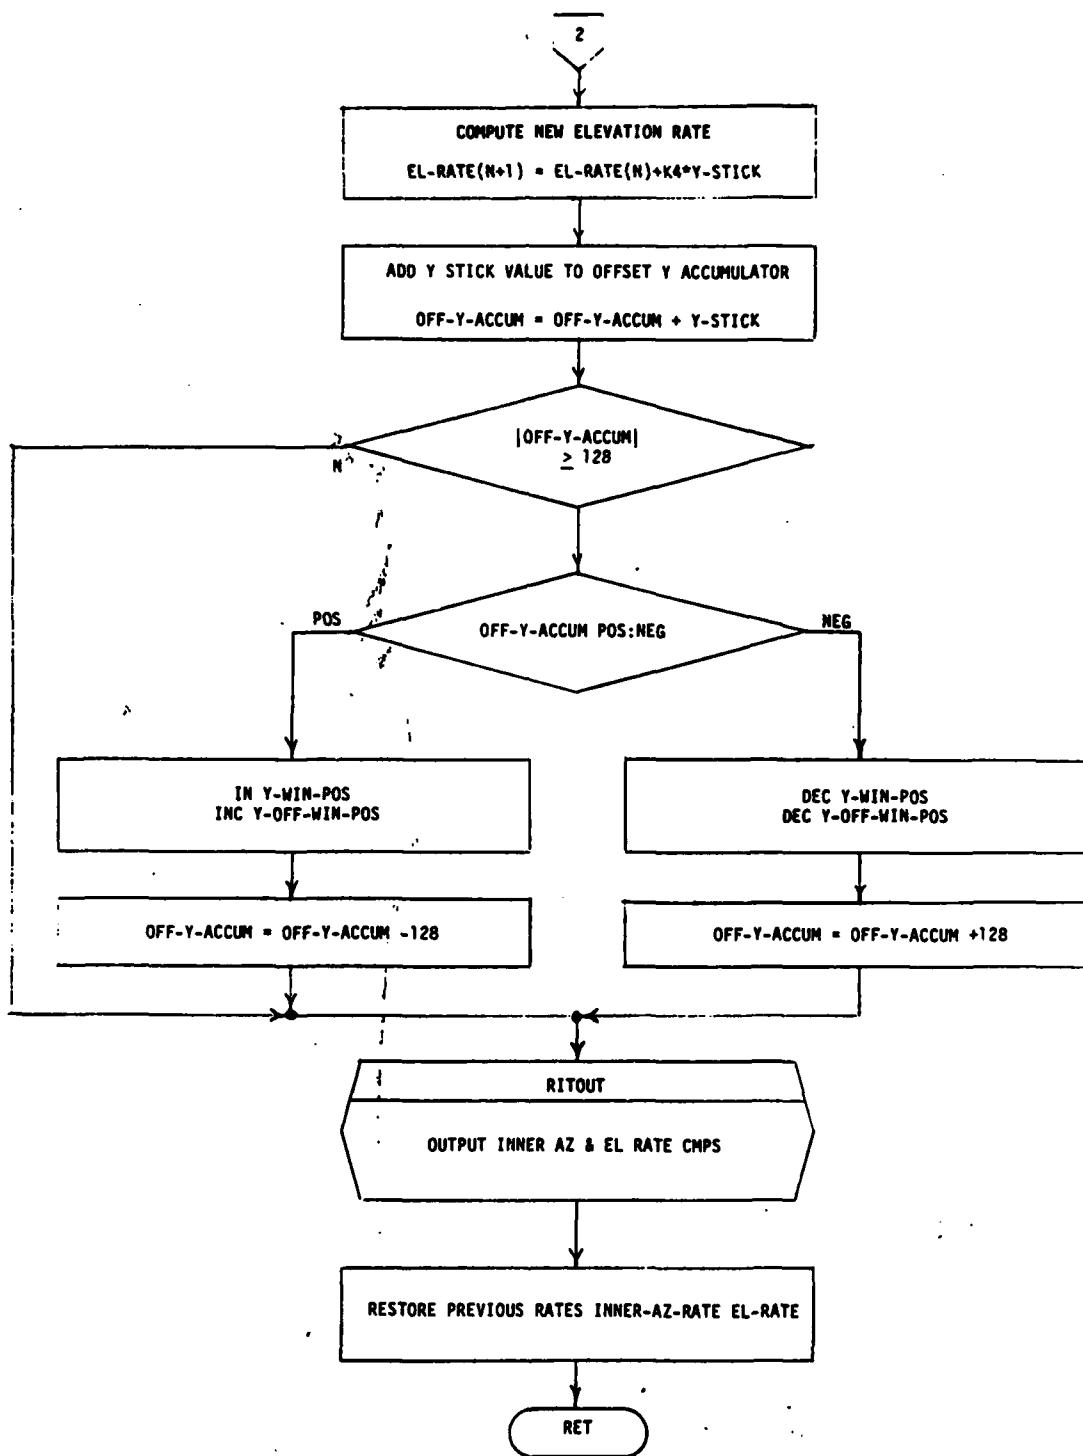 2
COMPUTE NEW ELEVATION RATE
EL-RATE(N+1) = EL-RATE(N)+K4*Y-STICK
ADD Y STICK VALUE TO OFFSET Y ACCUMULATOR
OFF-Y-ACCUM = OFF-Y-ACCUM + Y-STICK
|OFF-Y-ACCUM|
≥ 128
N
OFF-Y-ACCUM POS:NEG
POS
NEG
IN Y-WIN-POS
INC Y-OFF-WIN-POS
DEC Y-WIN-POS
DEC Y-OFF-WIN-POS
OFF-Y-ACCUM = OFF-Y-ACCUM -128
OFF-Y-ACCUM = OFF-Y-ACCUM +128
RITOUT
OUTPUT INNER AZ & EL RATE CMPS
RESTORE PREVIOUS RATES INNER-AZ-RATE EL-RATE
RET